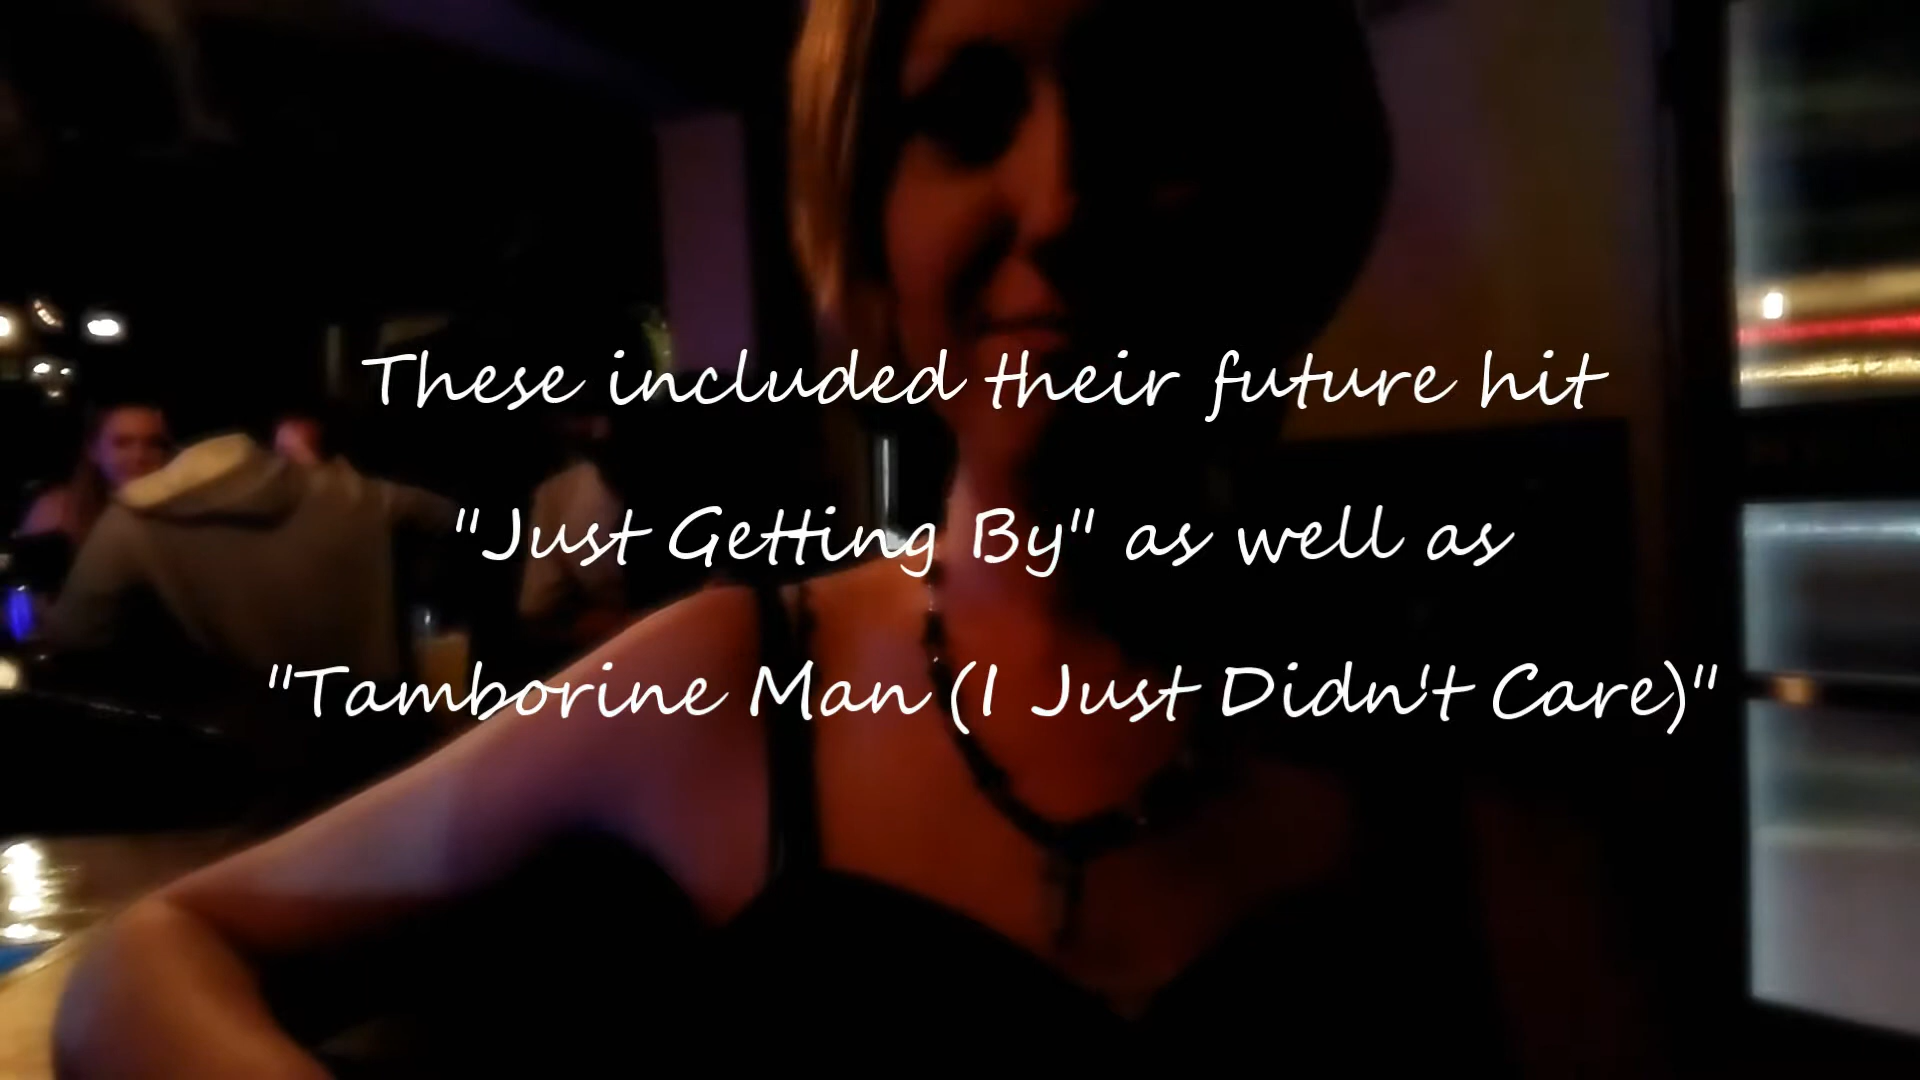 These included their future hit
"Just Getting By" as well as
"Tamborine Man (I Just Didn't Care)"